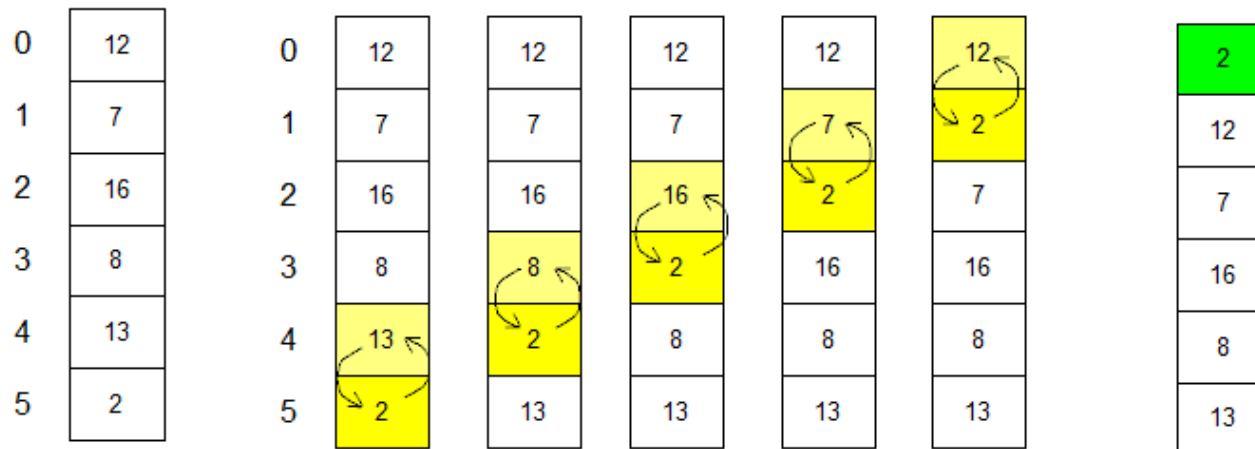 0 12 0 12 12 12 12 12 2
1 7 1 7 7 7 7 2 12
2 16 2 16 16 16 2 7 7
3 8 3 8 8 2 16 16 16
4 13 4 13 2 8 8 8 8
5 2 5 2 13 13 13 13 13